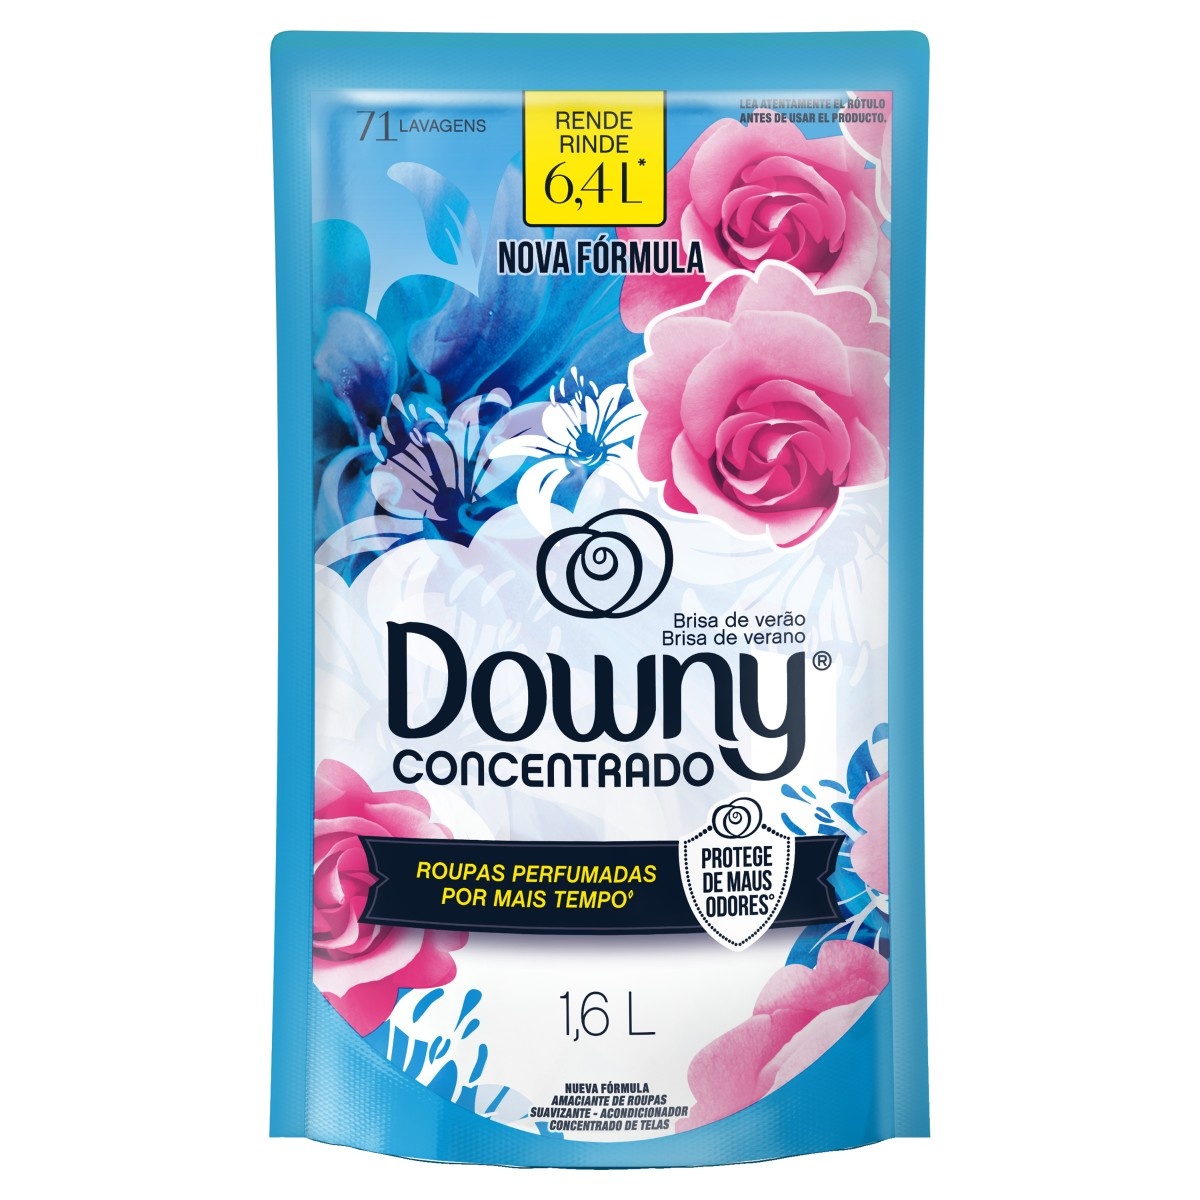 71 LAVAGENS
RENDE
RINDE
6,4 L*
LEA ATENTAMENTE EL RÓTULO
ANTES DE USAR EL PRODUCTO.
NOVA FÓRMULA
Brisa de verão
Brisa de verano
Downy®
CONCENTRADO
ROUPAS PERFUMADAS
POR MAIS TEMPO◊
PROTEGE
DE MAUS
ODORES°
1,6 L
NUEVA FÓRMULA
AMACIANTE DE ROUPAS
SUAVIZANTE - ACONDICIONADOR
CONCENTRADO DE TELAS